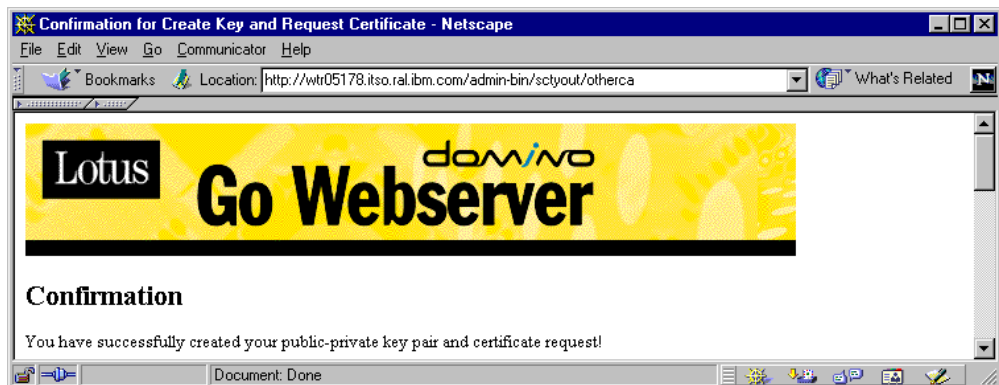 Confirmation for Create Key and Request Certificate - Netscape
File Edit View Go Communicator Help
Bookmarks Location: http://wtr05178.itso.ral.ibm.com/admin-bin/sctyout/otherca What's Related N
Lotus domino
Go Webserver
Confirmation
You have successfully created your public-private key pair and certificate request!
Document: Done